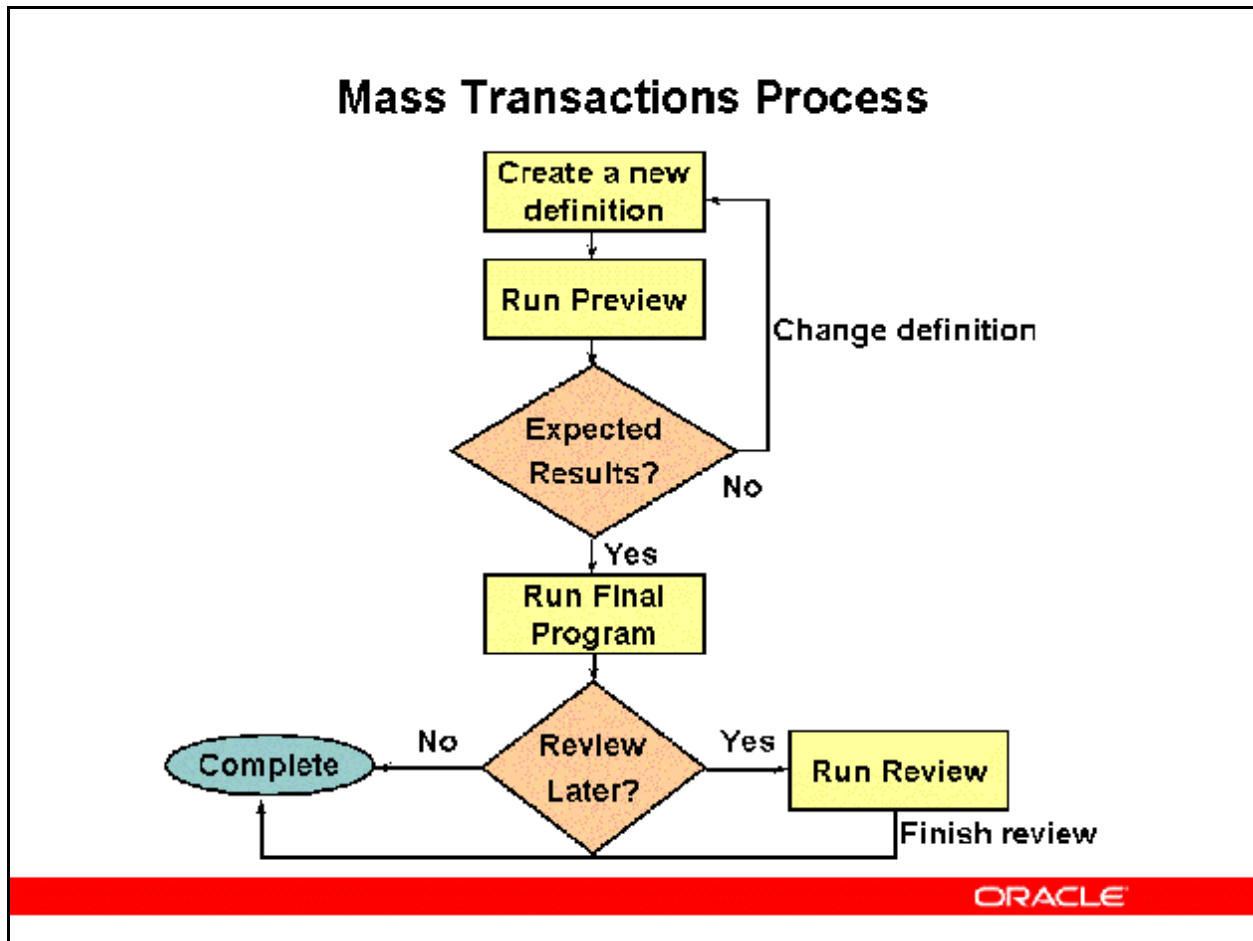 Mass Transactions Process
Create a new
definition
Run Preview
Change definition
Expected
Results?
No
Yes
Run Final
Program
No
Review
Later?
Yes
Complete
Run Review
Finish review
ORACLE